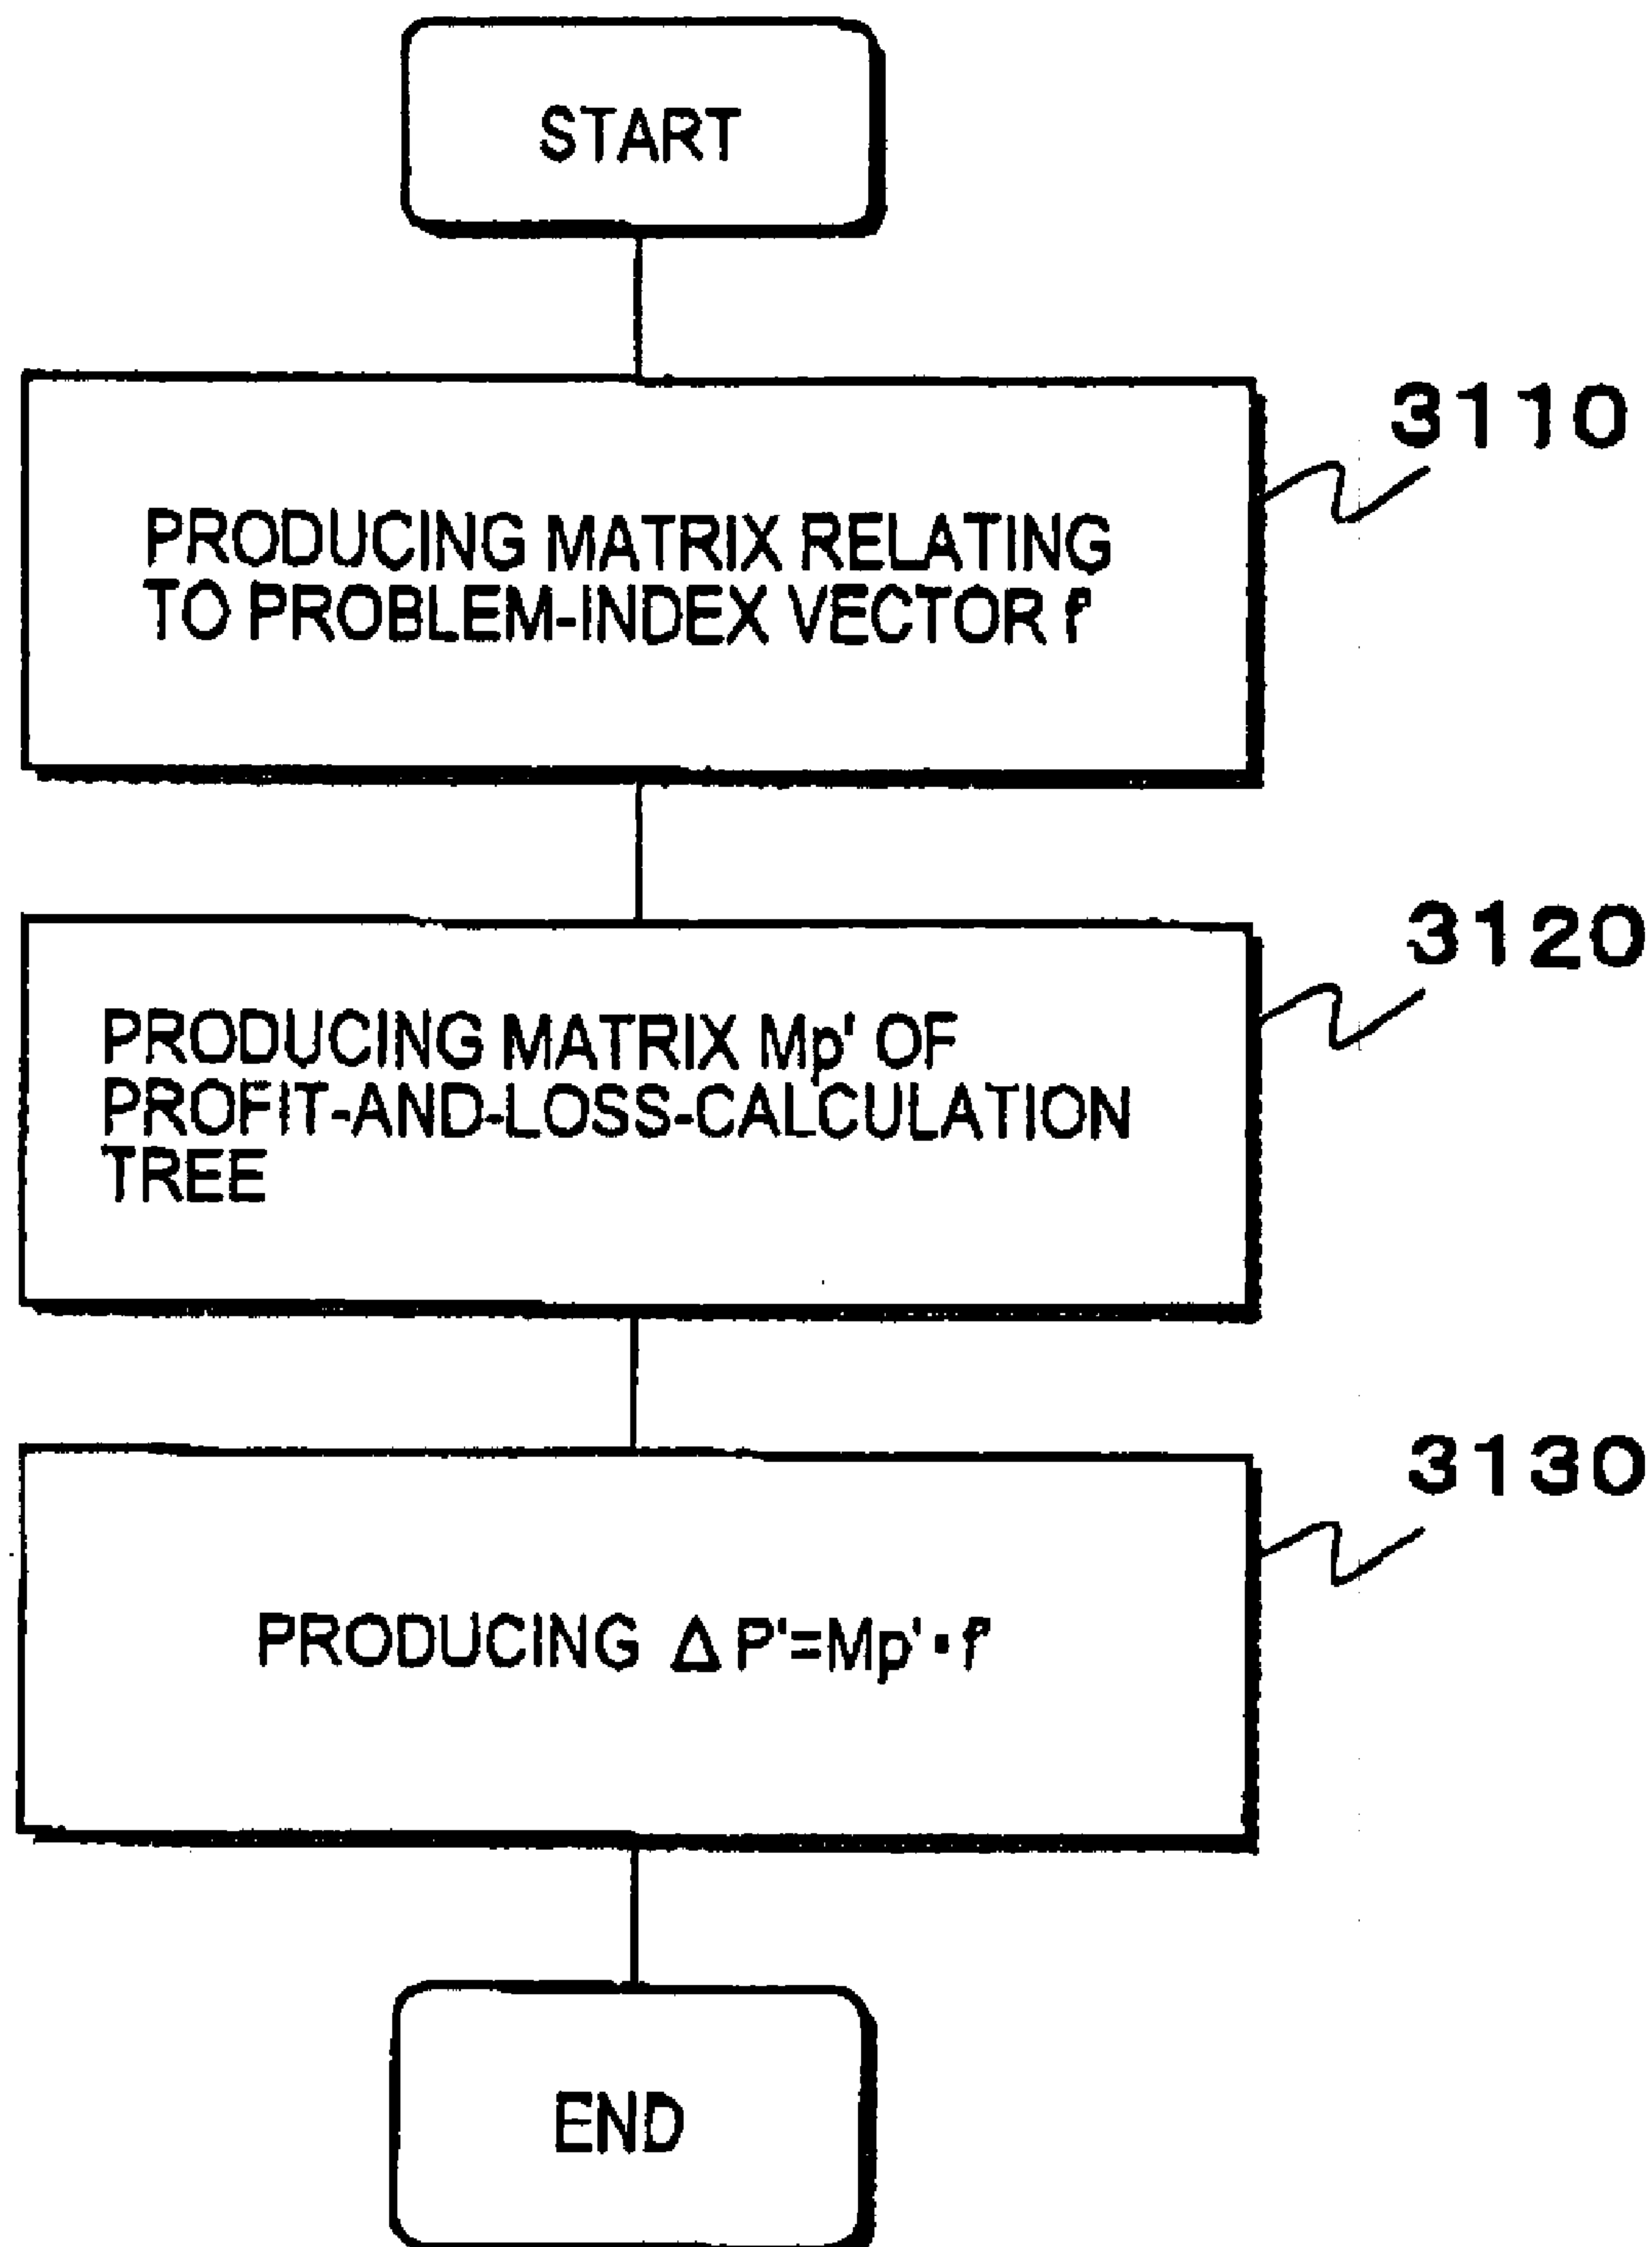 START
3110
PRODUCING MATRIX RELATING
TO PROBLEM-INDEX VECTOR f'
3120
PRODUCING MATRIX Mp' OF
PROFIT-AND-LOSS-CALCULATION
TREE
3130
PRODUCING Δ P'=Mp'·f'
END